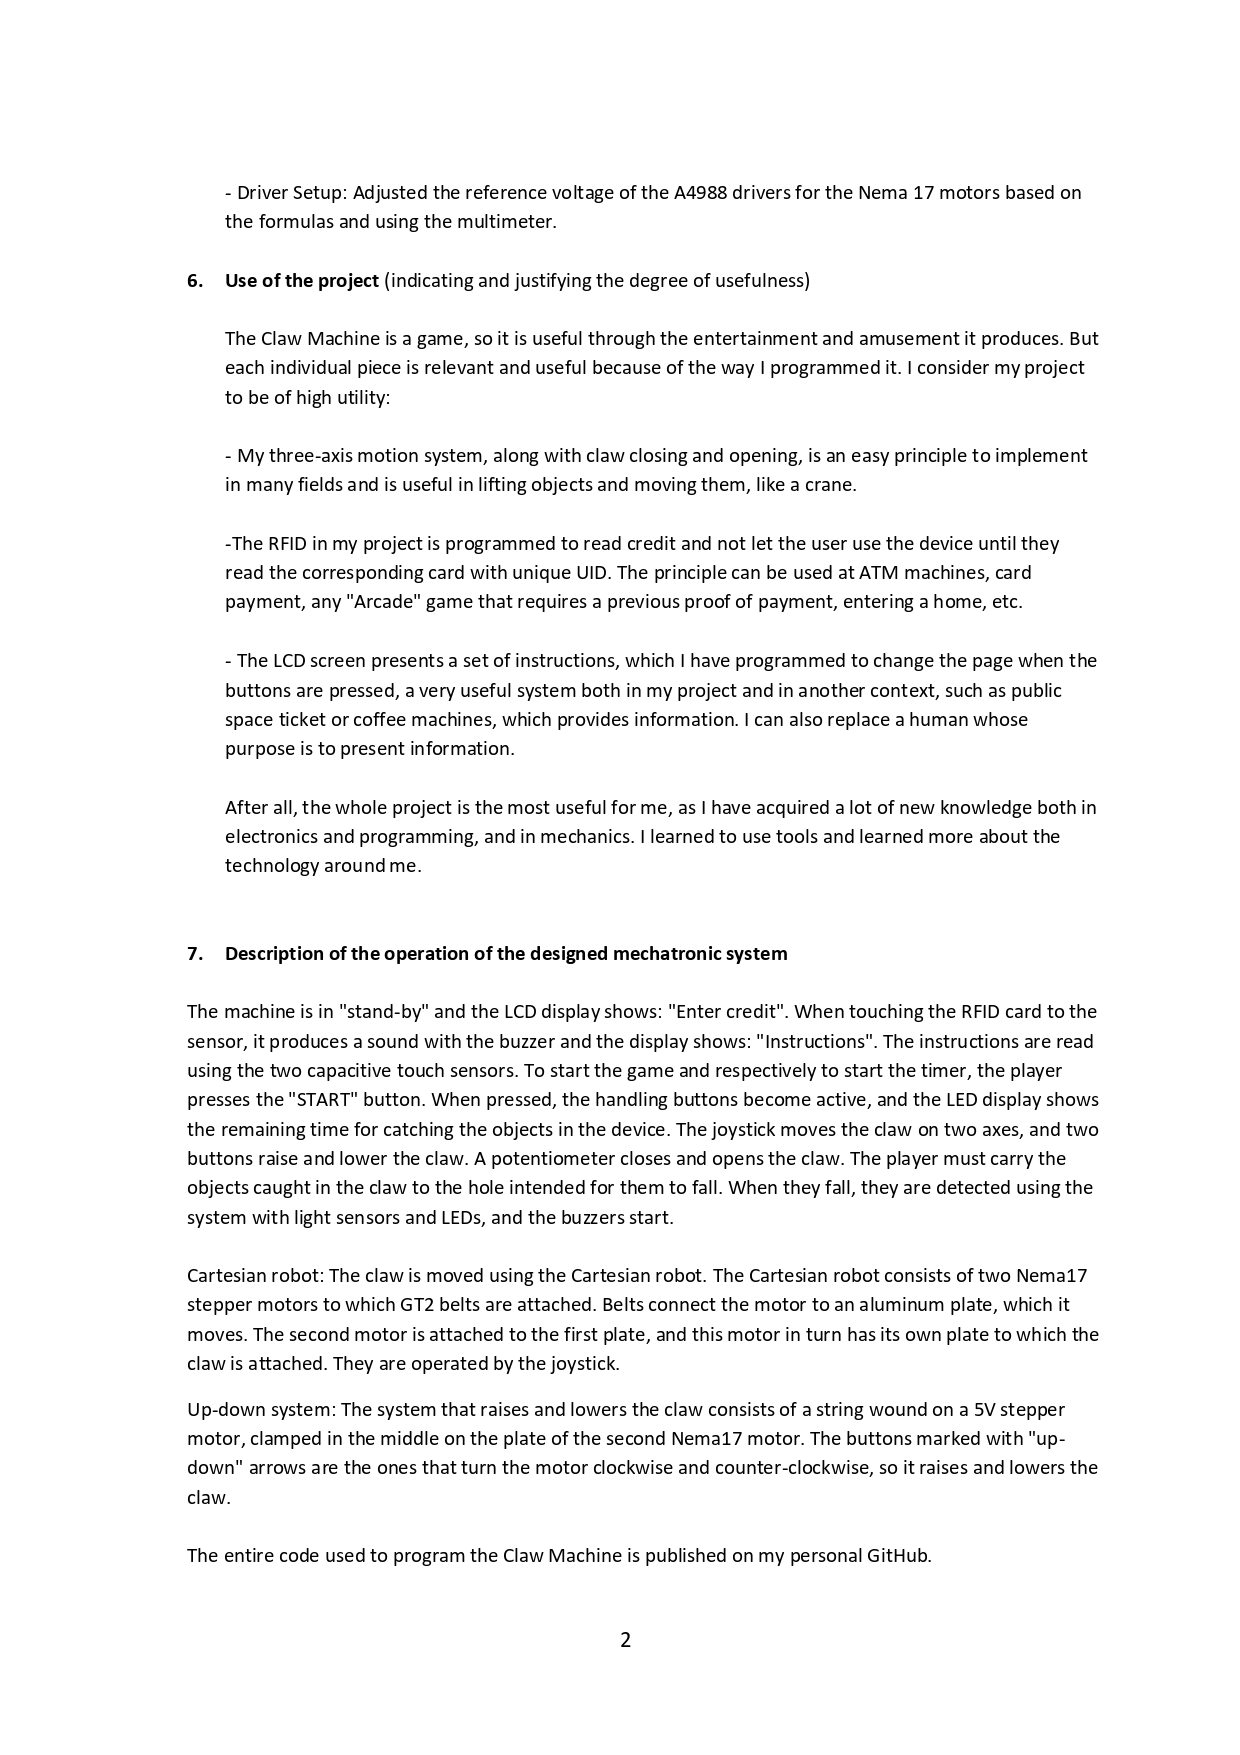 - Driver Setup: Adjusted the reference voltage of the A4988 drivers for the Nema 17 motors based on
the formulas and using the multimeter.
6. Use of the project (indicating and justifying the degree of usefulness)
The Claw Machine is a game, so it is useful through the entertainment and amusement it produces. But
each individual piece is relevant and useful because of the way I programmed it. I consider my project
to be of high utility:
- My three-axis motion system, along with claw closing and opening, is an easy principle to implement
in many fields and is useful in lifting objects and moving them, like a crane.
-The RFID in my project is programmed to read credit and not let the user use the device until they
read the corresponding card with unique UID. The principle can be used at ATM machines, card
payment, any "Arcade" game that requires a previous proof of payment, entering a home, etc.
- The LCD screen presents a set of instructions, which I have programmed to change the page when the
buttons are pressed, a very useful system both in my project and in another context, such as public
space ticket or coffee machines, which provides information. I can also replace a human whose
purpose is to present information.
After all, the whole project is the most useful for me, as I have acquired a lot of new knowledge both in
electronics and programming, and in mechanics. I learned to use tools and learned more about the
technology around me.
7. Description of the operation of the designed mechatronic system
The machine is in "stand-by" and the LCD display shows: "Enter credit". When touching the RFID card to the
sensor, it produces a sound with the buzzer and the display shows: "Instructions". The instructions are read
using the two capacitive touch sensors. To start the game and respectively to start the timer, the player
presses the "START" button. When pressed, the handling buttons become active, and the LED display shows
the remaining time for catching the objects in the device. The joystick moves the claw on two axes, and two
buttons raise and lower the claw. A potentiometer closes and opens the claw. The player must carry the
objects caught in the claw to the hole intended for them to fall. When they fall, they are detected using the
system with light sensors and LEDs, and the buzzers start.
Cartesian robot: The claw is moved using the Cartesian robot. The Cartesian robot consists of two Nema17
stepper motors to which GT2 belts are attached. Belts connect the motor to an aluminum plate, which it
moves. The second motor is attached to the first plate, and this motor in turn has its own plate to which the
claw is attached. They are operated by the joystick.
Up-down system: The system that raises and lowers the claw consists of a string wound on a 5V stepper
motor, clamped in the middle on the plate of the second Nema17 motor. The buttons marked with "up-
down" arrows are the ones that turn the motor clockwise and counter-clockwise, so it raises and lowers the
claw.
The entire code used to program the Claw Machine is published on my personal GitHub.
2